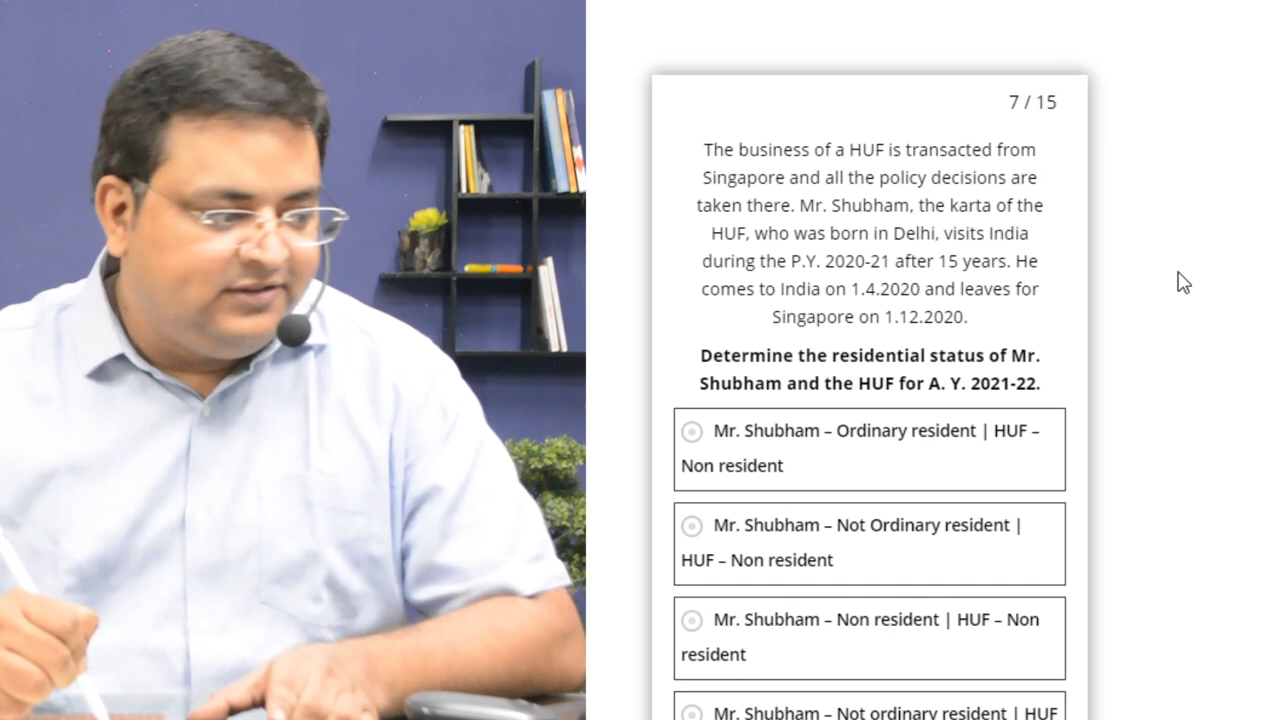 7 / 15
The business of a HUF is transacted from
Singapore and all the policy decisions are
taken there. Mr. Shubham, the karta of the
HUF, who was born in Delhi, visits India
during the P.Y. 2020-21 after 15 years. He
comes to India on 1.4.2020 and leaves for
Singapore on 1.12.2020.
Determine the residential status of Mr.
Shubham and the HUF for A. Y. 2021-22.
Mr. Shubham – Ordinary resident | HUF –
Non resident
Mr. Shubham – Not Ordinary resident |
HUF – Non resident
Mr. Shubham – Non resident | HUF – Non
resident
Mr. Shubham – Not ordinary resident | HUF